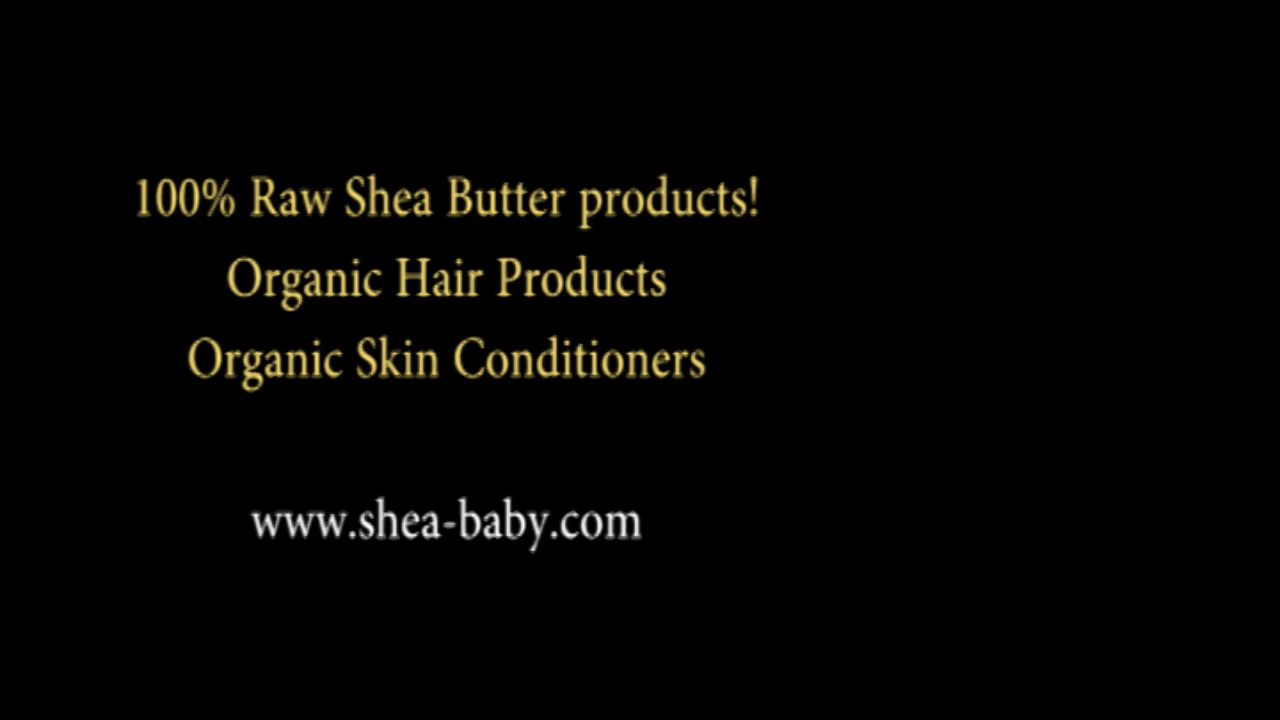 100% Raw Shea Butter products!
Organic Hair Products
Organic Skin Conditioners
www.shea-baby.com